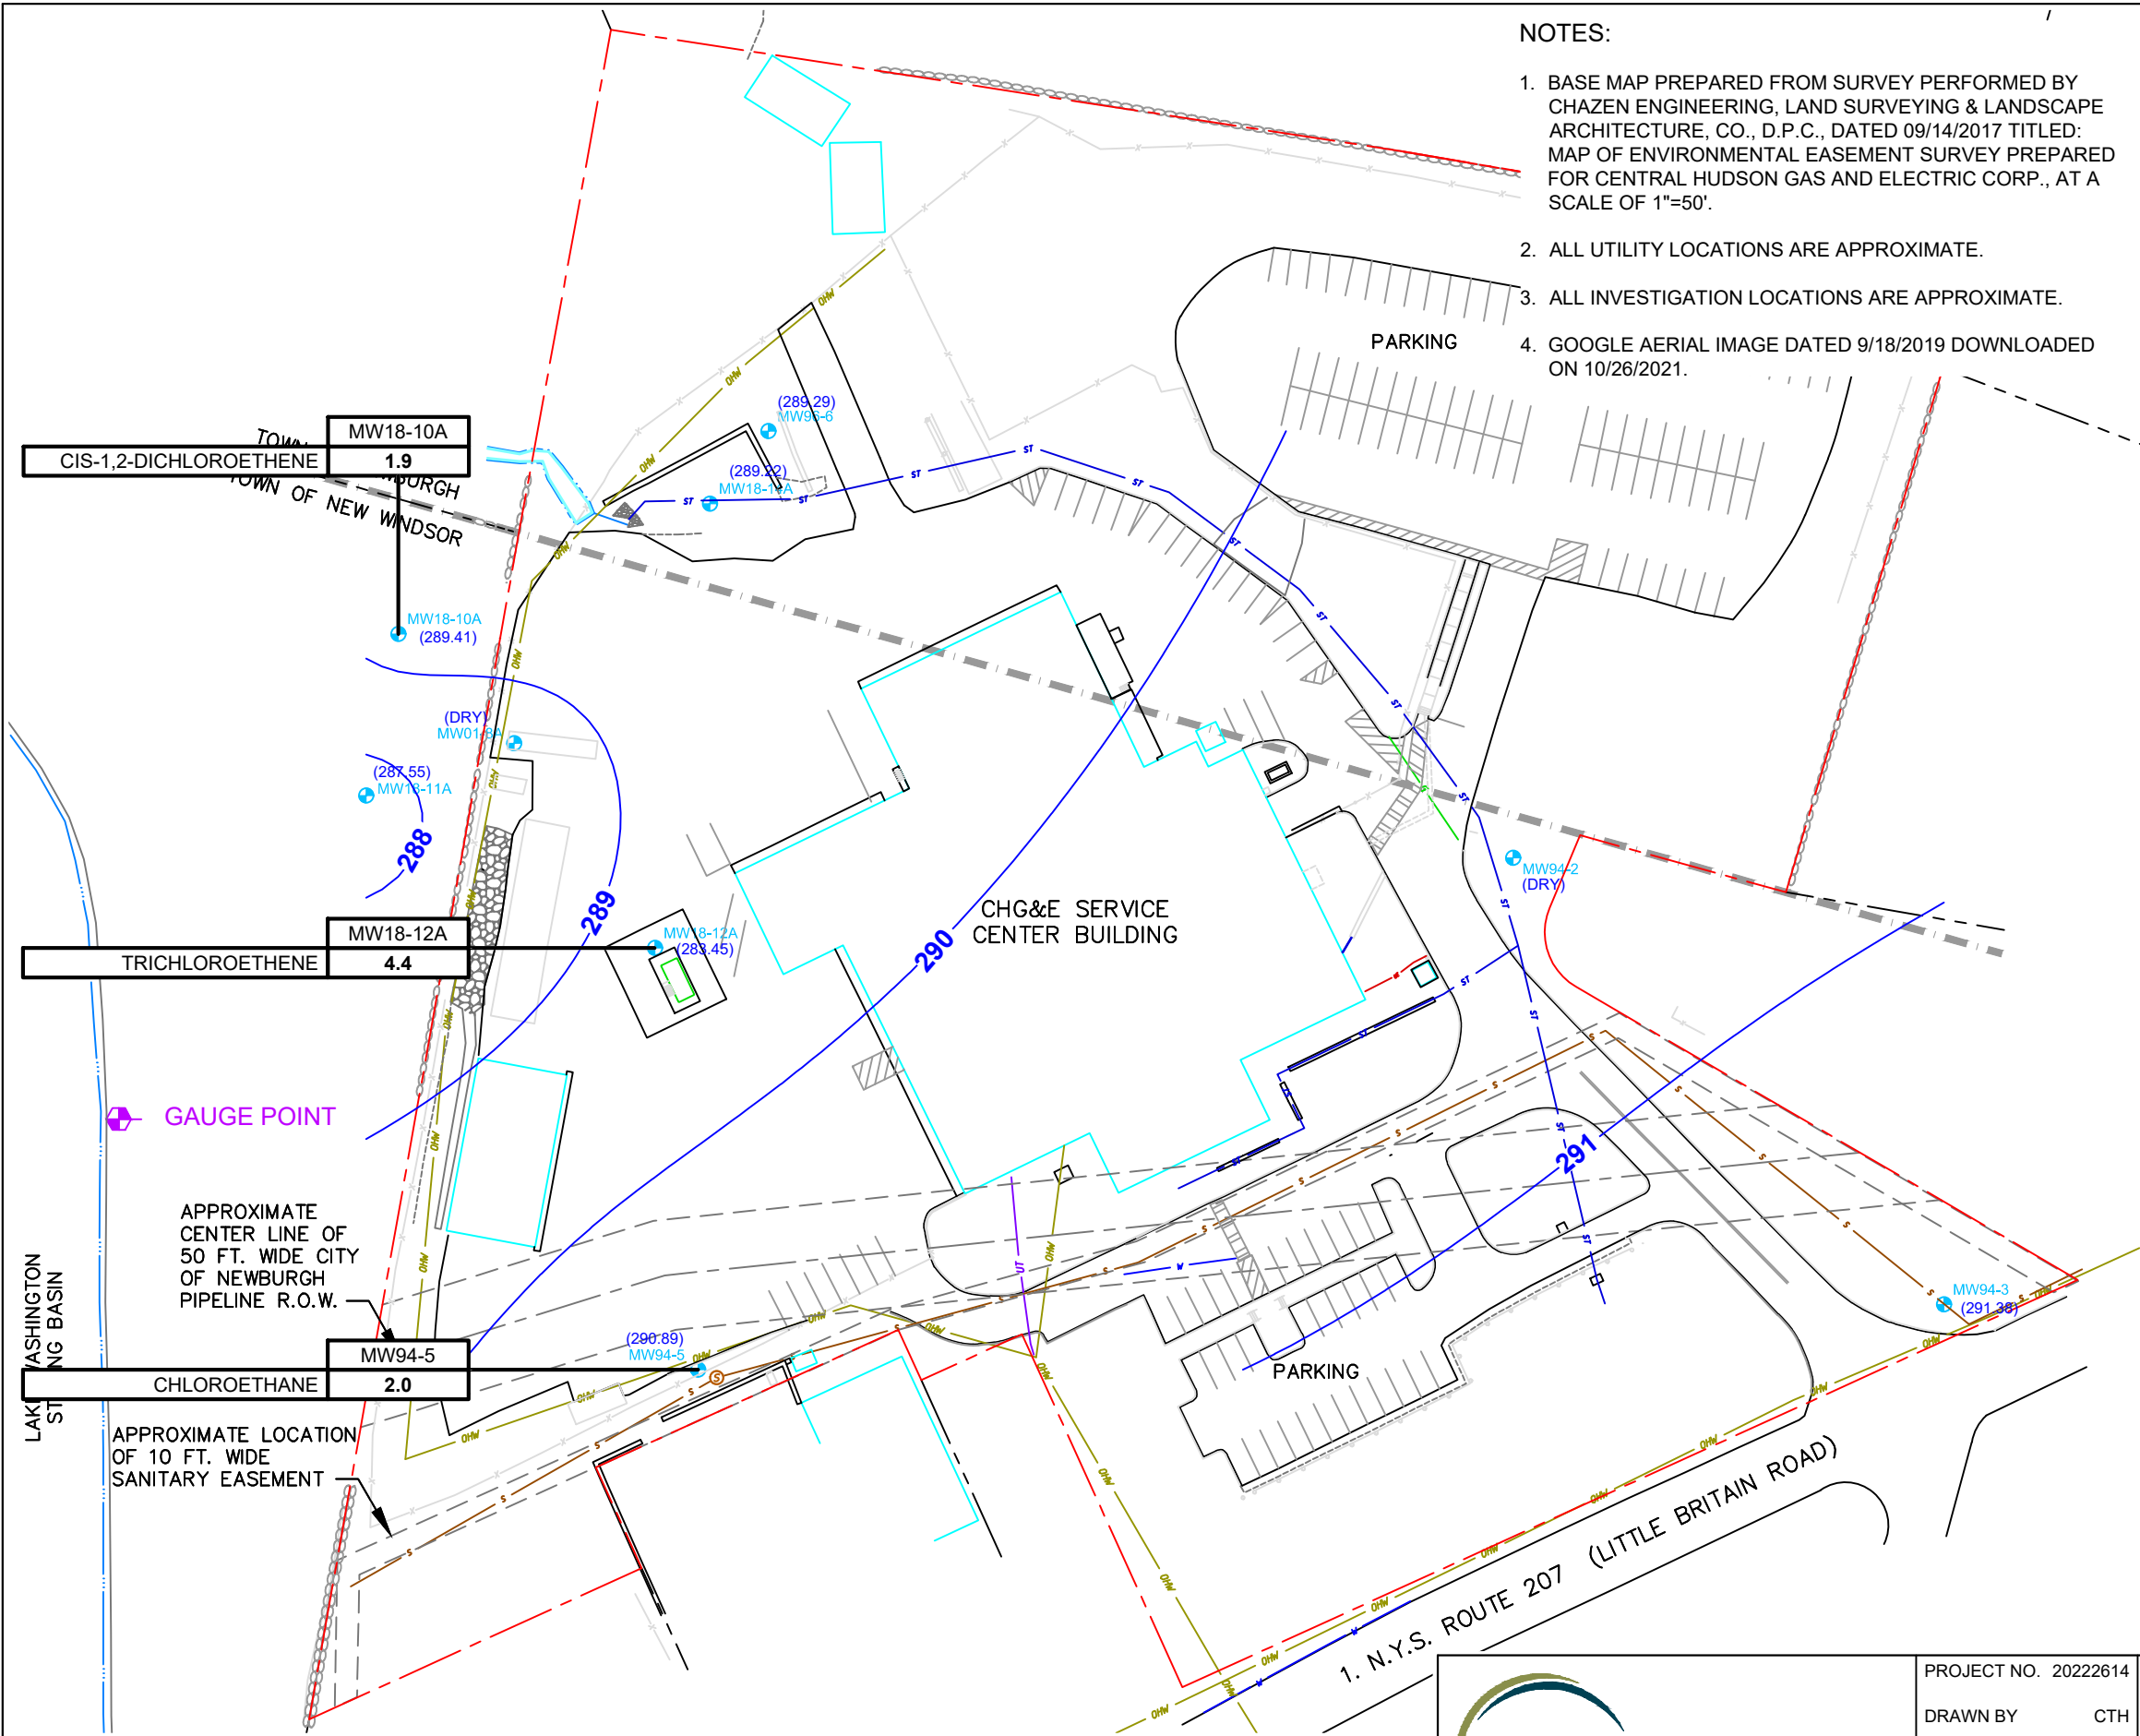 NOTES:
1. BASE MAP PREPARED FROM SURVEY PERFORMED BY
CHAZEN ENGINEERING, LAND SURVEYING & LANDSCAPE
ARCHITECTURE, CO., D.P.C., DATED 09/14/2017 TITLED:
MAP OF ENVIRONMENTAL EASEMENT SURVEY PREPARED
FOR CENTRAL HUDSON GAS AND ELECTRIC CORP., AT A
SCALE OF 1"=50'.
2. ALL UTILITY LOCATIONS ARE APPROXIMATE.
3. ALL INVESTIGATION LOCATIONS ARE APPROXIMATE.
4. GOOGLE AERIAL IMAGE DATED 9/18/2019 DOWNLOADED
ON 10/26/2021.
PARKING
(289.29)
MW96-6
MW18-10A
CIS-1,2-DICHLOROETHENE 1.9
TOWN
TOWN OF NEW WINDSOR
(289.22)
MW18-14A
MW18-10A
(289.41)
(DRY)
MW01-8A
(287.55)
MW18-11A
288
289
290
291
MW94-2
(DRY)
CHG&E SERVICE
CENTER BUILDING
MW18-12A
TRICHLOROETHENE 4.4
MW18-12A
(283.45)
GAUGE POINT
APPROXIMATE
CENTER LINE OF
50 FT. WIDE CITY
OF NEWBURGH
PIPELINE R.O.W.
MW94-3
(291.38)
(290.89)
MW94-5
MW94-5
CHLOROETHANE 2.0
PARKING
APPROXIMATE LOCATION
OF 10 FT. WIDE
SANITARY EASEMENT
1. N.Y.S. ROUTE 207 (LITTLE BRITAIN ROAD)
PROJECT NO. 20222614
DRAWN BY CTH